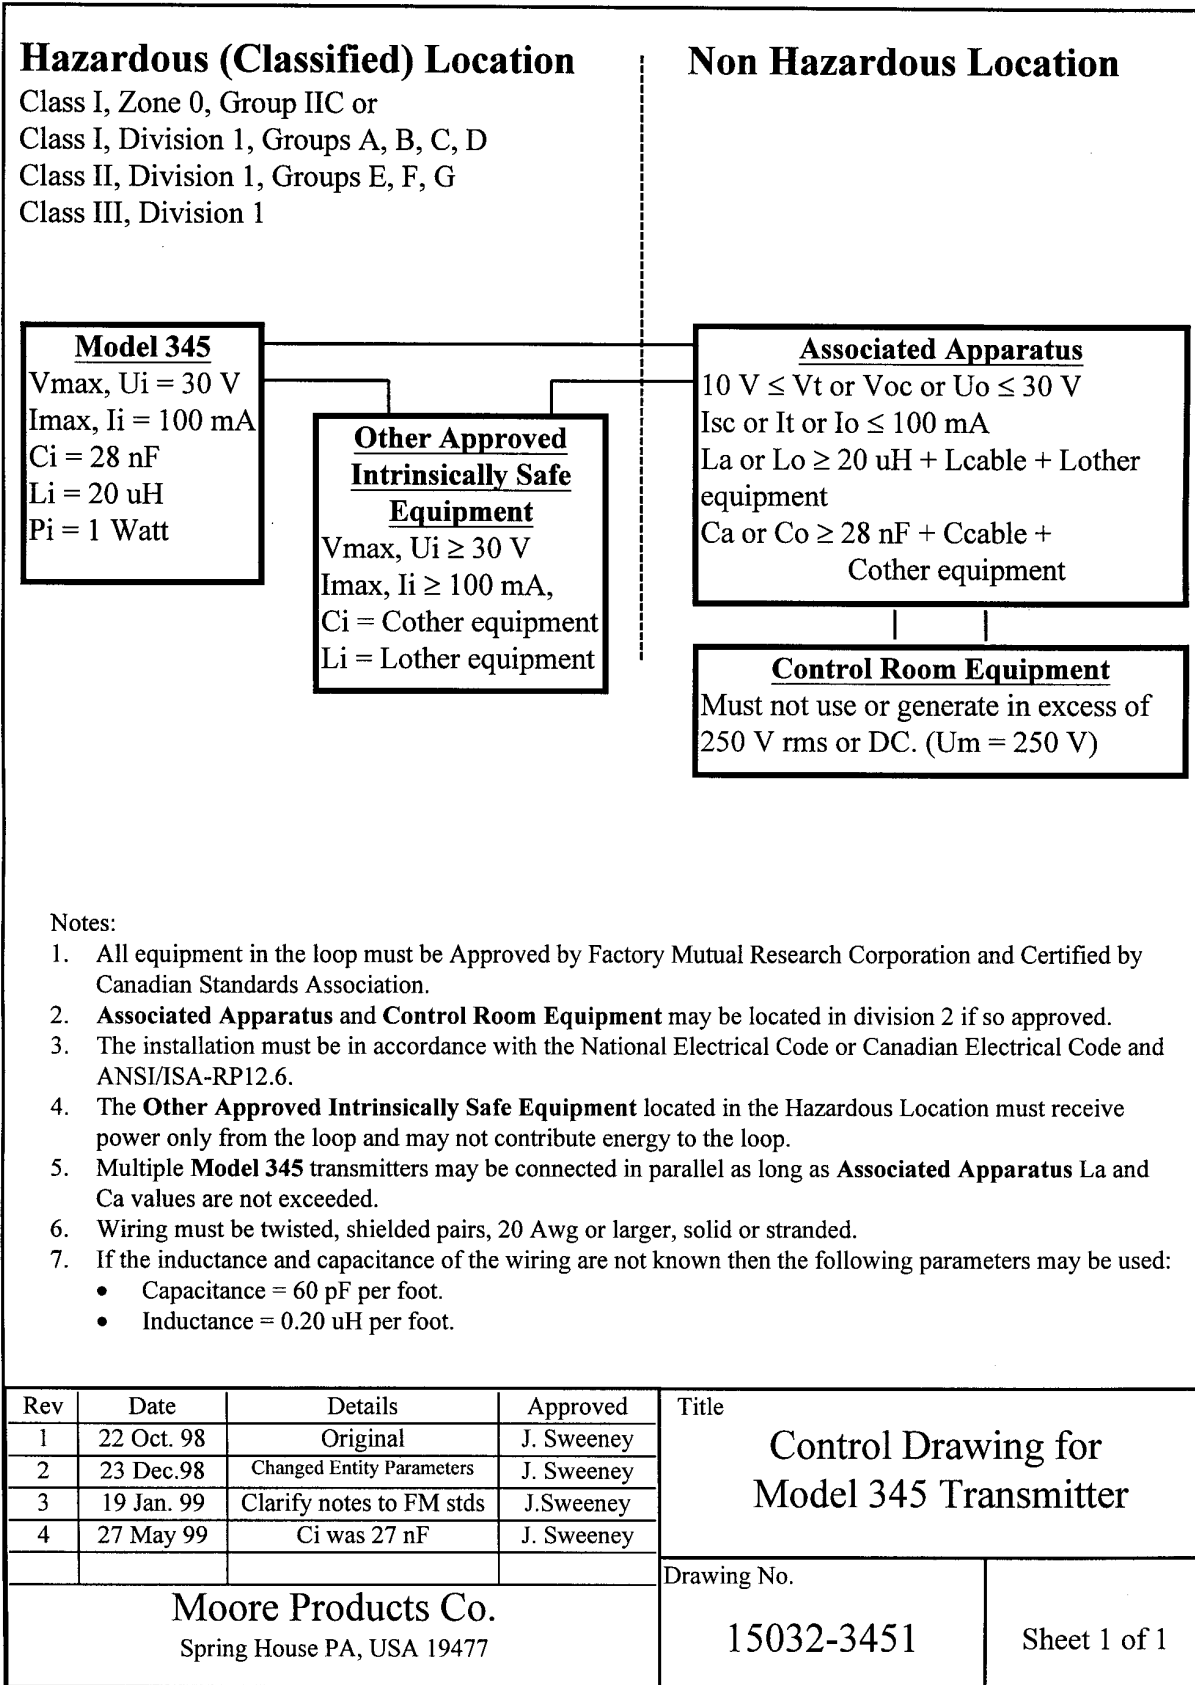 Hazardous (Classified) Location
Class I, Zone 0, Group IIC or
Class I, Division 1, Groups A, B, C, D
Class II, Division 1, Groups E, F, G
Class III, Division 1
Non Hazardous Location
Model 345
Vmax, Ui = 30 V
Imax, Ii = 100 mA
Ci = 28 nF
Li = 20 uH
Pi = 1 Watt
Other Approved
Intrinsically Safe
Equipment
Vmax, Ui ≥ 30 V
Imax, Ii ≥ 100 mA,
Ci = Cother equipment
Li = Lother equipment
Associated Apparatus
10 V ≤ Vt or Voc or Uo ≤ 30 V
Isc or It or Io ≤ 100 mA
La or Lo ≥ 20 uH + Lcable + Lother
equipment
Ca or Co ≥ 28 nF + Ccable +
Cother equipment
Control Room Equipment
Must not use or generate in excess of
250 V rms or DC. (Um = 250 V)
Notes:
1. All equipment in the loop must be Approved by Factory Mutual Research Corporation and Certified by
Canadian Standards Association.
2. Associated Apparatus and Control Room Equipment may be located in division 2 if so approved.
3. The installation must be in accordance with the National Electrical Code or Canadian Electrical Code and
ANSI/ISA-RP12.6.
4. The Other Approved Intrinsically Safe Equipment located in the Hazardous Location must receive
power only from the loop and may not contribute energy to the loop.
5. Multiple Model 345 transmitters may be connected in parallel as long as Associated Apparatus La and
Ca values are not exceeded.
6. Wiring must be twisted, shielded pairs, 20 Awg or larger, solid or stranded.
7. If the inductance and capacitance of the wiring are not known then the following parameters may be used:
• Capacitance = 60 pF per foot.
• Inductance = 0.20 uH per foot.
Rev Date Details Approved
1 22 Oct. 98 Original J. Sweeney
2 23 Dec.98 Changed Entity Parameters J. Sweeney
3 19 Jan. 99 Clarify notes to FM stds J.Sweeney
4 27 May 99 Ci was 27 nF J. Sweeney
Moore Products Co.
Spring House PA, USA 19477
Title
Control Drawing for
Model 345 Transmitter
Drawing No.
15032-3451
Sheet 1 of 1